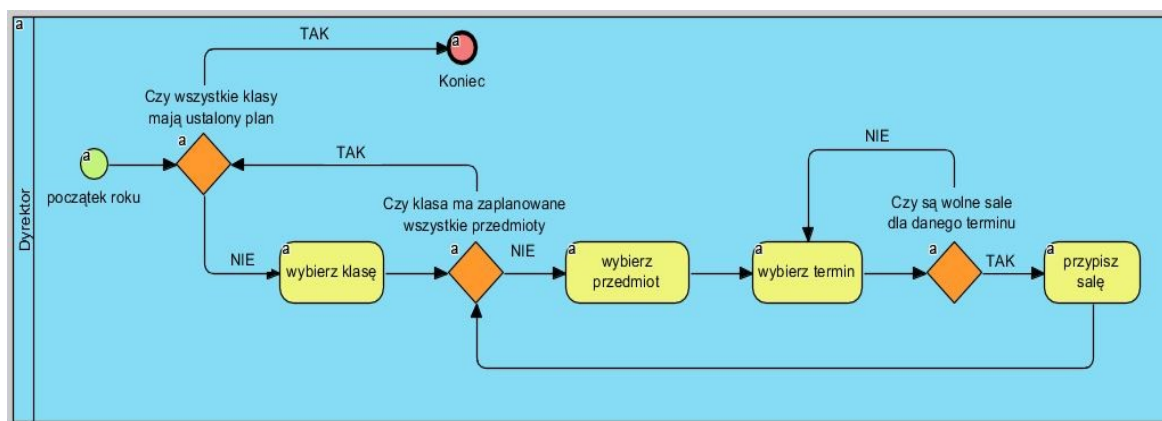 a
Dyrektor
TAK
a
Koniec
Czy wszystkie klasy
mają ustalony plan
a
a
początek roku
TAK
NIE
Czy klasa ma zaplanowane
wszystkie przedmioty
Czy są wolne sale
dla danego terminu
NIE
a
wybierz klasę
a
NIE
a
wybierz
przedmiot
a
wybierz termin
a
TAK
a
przypisz
salę